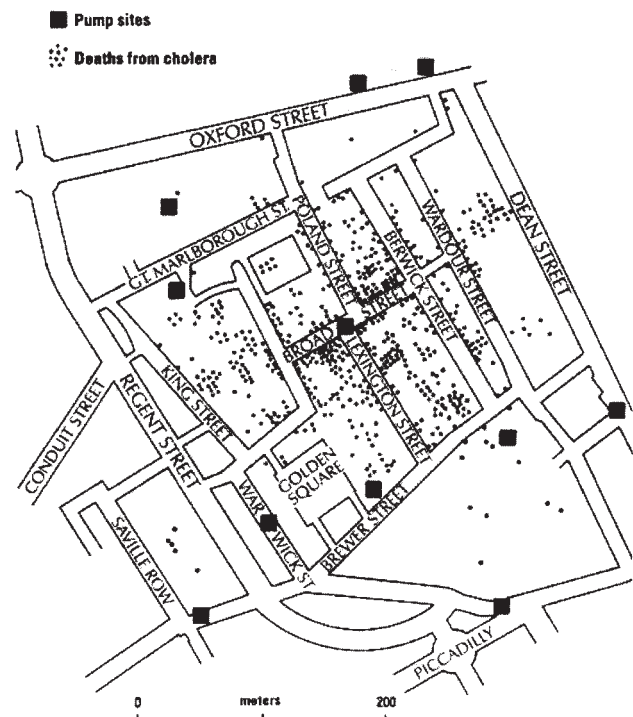 Pump sites
Deaths from cholera
OXFORD STREET
GT. MARLBOROUGH ST.
POLAND STREET
BERWICK STREET
WARDOUR STREET
DEAN STREET
BROAD STREET
KING STREET
LEXINGTON STREET
REGENT STREET
CONDUIT STREET
GOLDEN
SQUARE
WARWICK ST
BREWER STREET
SAVILLE ROW
PICCADILLY
0 meters 200